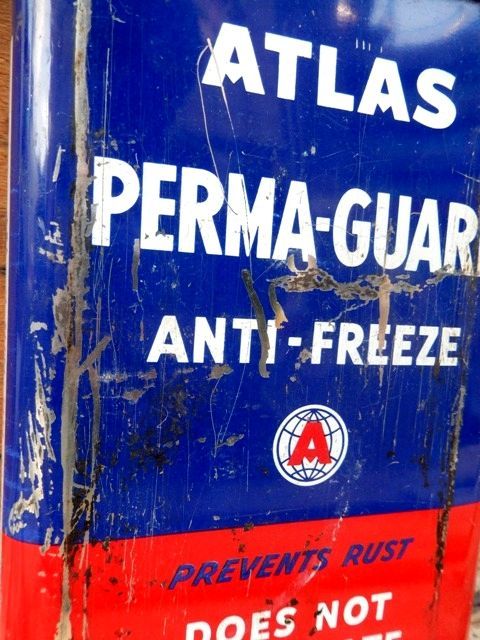 ATLAS
PERMA-GUAR
ANTI-FREEZE
A
PREVENTS RUST
DOES NOT